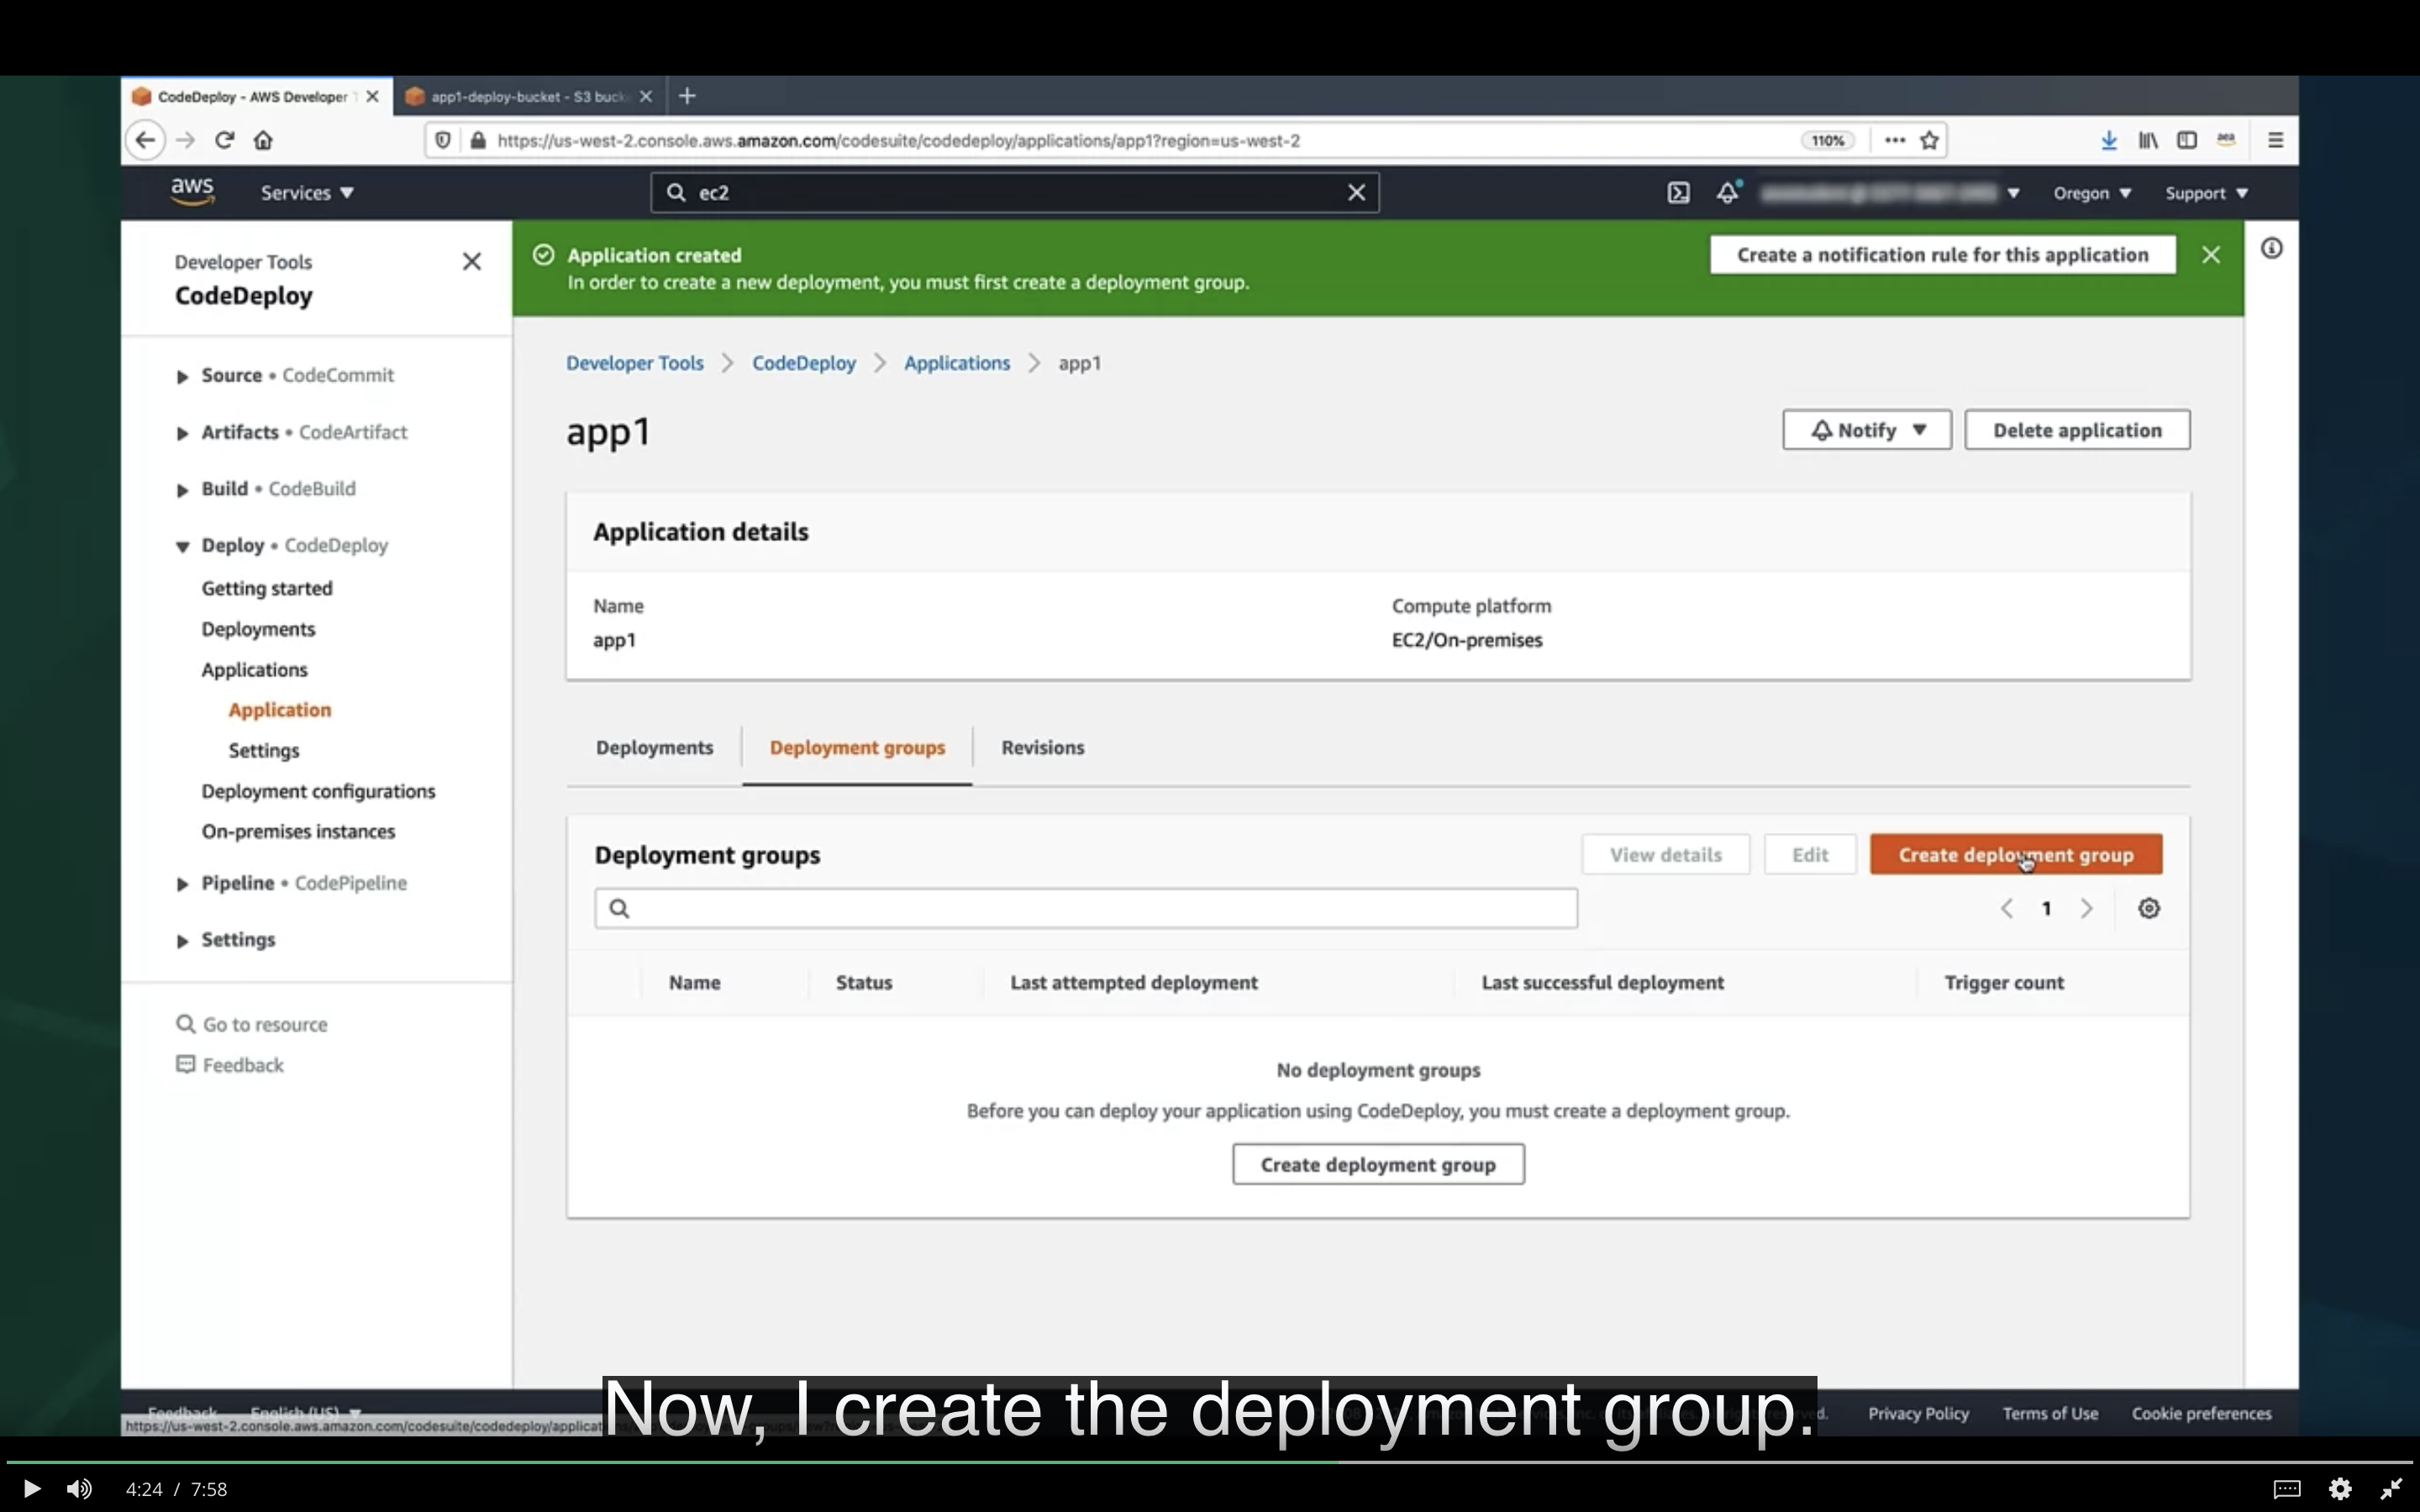 CodeDeploy - AWS Developer
app1-deploy-bucket - S3
https://us-west-2.console.aws.amazon.com/codesuite/codedeploy/applications/app1?region=us-west-2
110%
aws
Services
ec2
Oregon
Support
Developer Tools
CodeDeploy
Application created
In order to create a new deployment, you must first create a deployment group.
Create a notification rule for this application
Source • CodeCommit
Artifacts • CodeArtifact
Build • CodeBuild
Deploy • CodeDeploy
Getting started
Deployments
Applications
Application
Settings
Deployment configurations
On-premises instances
Pipeline • CodePipeline
Settings
Go to resource
Feedback
Developer Tools > CodeDeploy > Applications > app1
app1
Notify
Delete application
Application details
Name
app1
Compute platform
EC2/On-premises
Deployments
Deployment groups
Revisions
Deployment groups
View details
Edit
Create deployment group
1
Name
Status
Last attempted deployment
Last successful deployment
Trigger count
No deployment groups
Before you can deploy your application using CodeDeploy, you must create a deployment group.
Create deployment group
Feedback
English (US)
Privacy Policy
Terms of Use
Cookie preferences
https://us-west-2.console.aws.amazon.com/codesuite/codedeploy/applicat
Now, I create the deployment group.
4:24 / 7:58